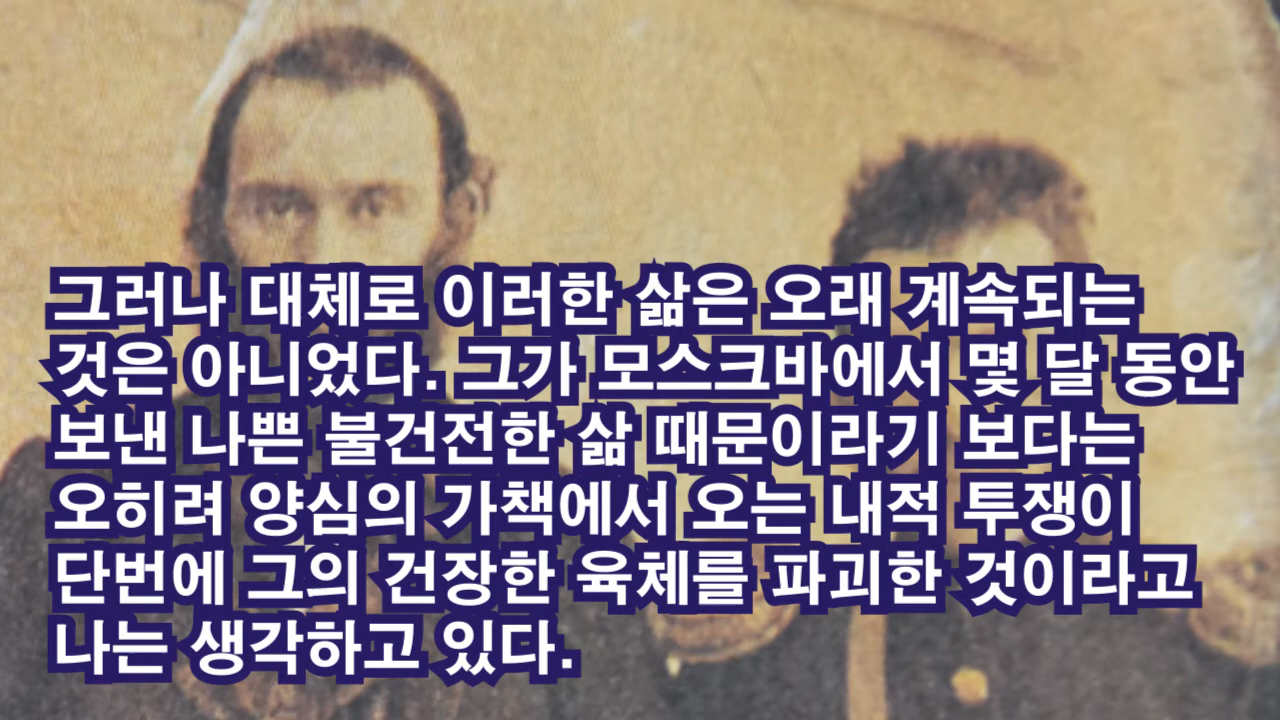 그러나 대체로 이러한 삶은 오래 계속되는
것은 아니었다. 그가 모스크바에서 몇 달 동안
보낸 나쁜 불건전한 삶 때문이라기 보다는
오히려 양심의 가책에서 오는 내적 투쟁이
단번에 그의 건장한 육체를 파괴한 것이라고
나는 생각하고 있다.